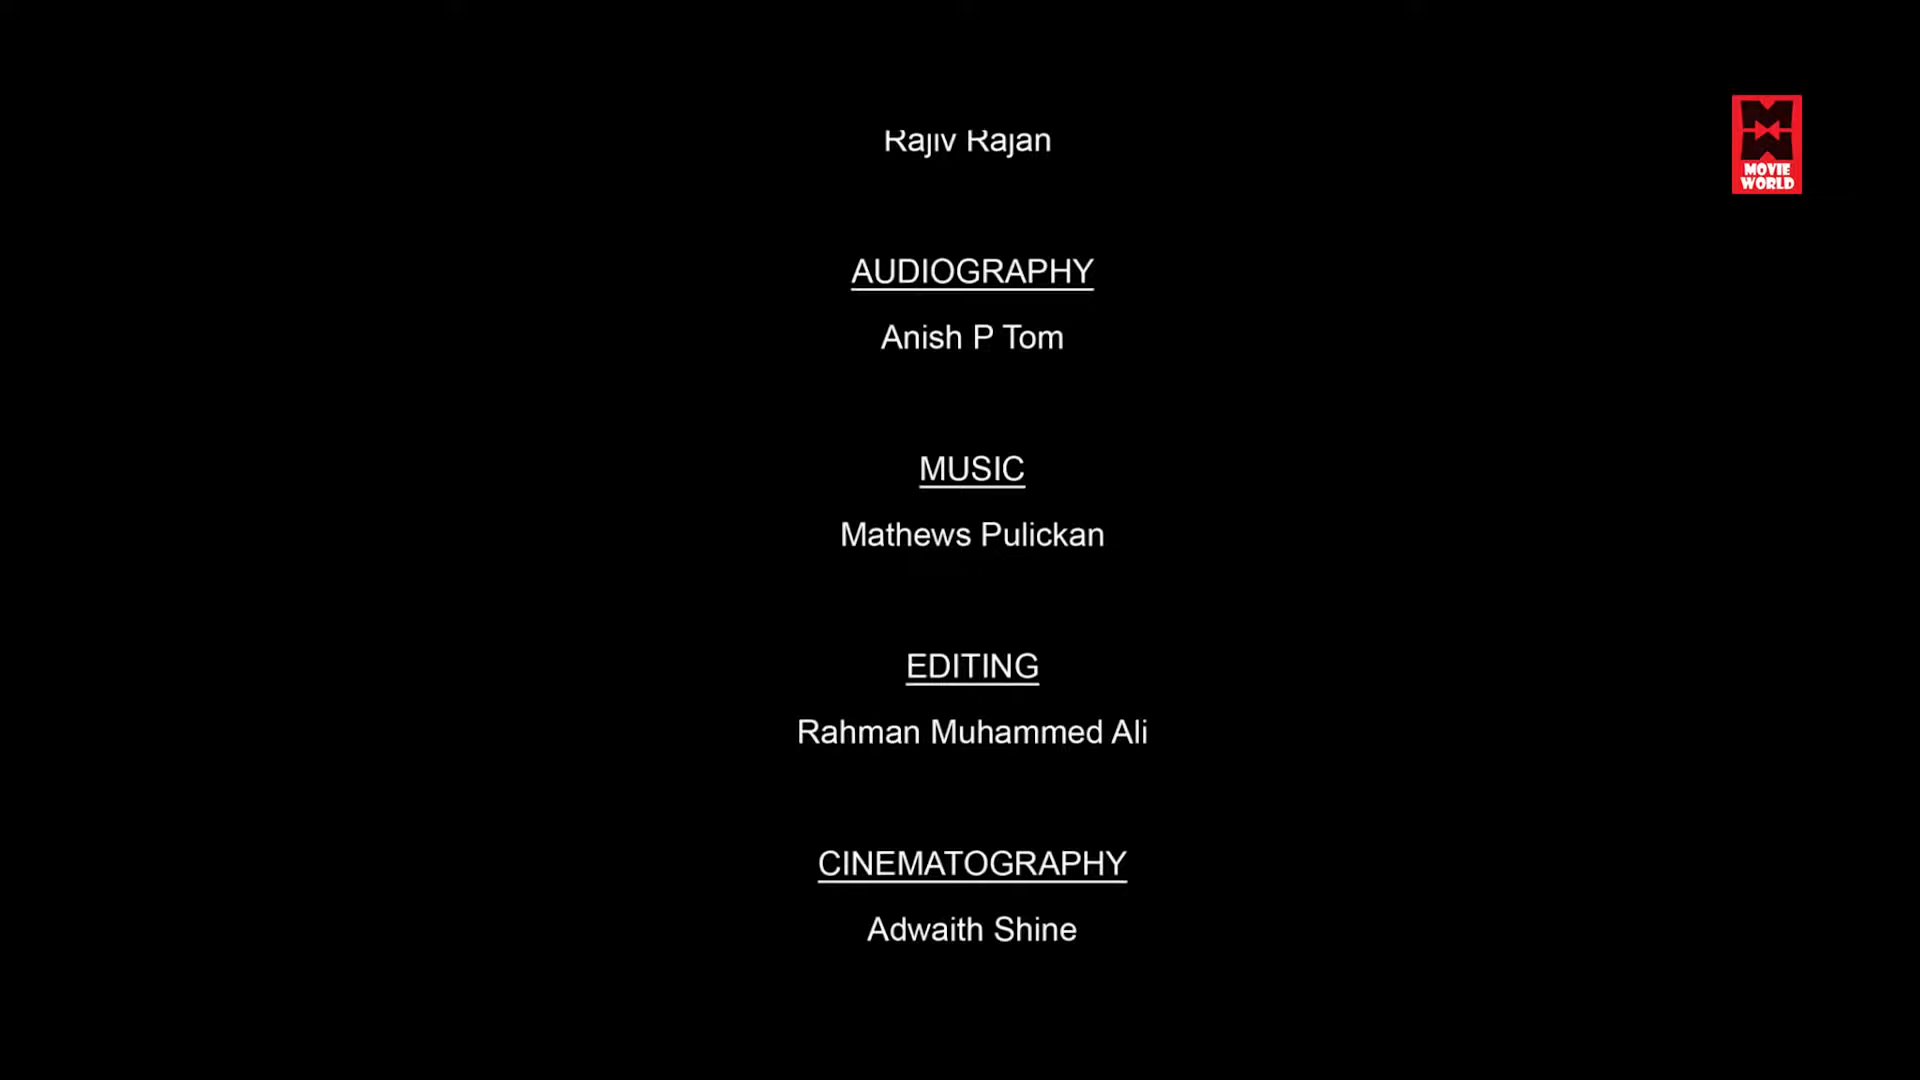 Rajiv Rajan
MOVIE
WORLD
AUDIOGRAPHY
Anish P Tom
MUSIC
Mathews Pulickan
EDITING
Rahman Muhammed Ali
CINEMATOGRAPHY
Adwaith Shine